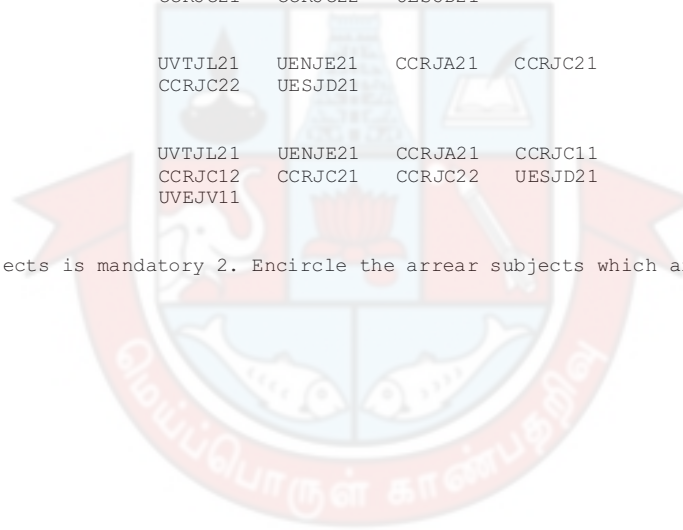 UVTJL21 UENJE21 CCRJA21 CCRJC21
CCRJC22 UESJD21
UVTJL21 UENJE21 CCRJA21 CCRJC11
CCRJC12 CCRJC21 CCRJC22 UESJD21
UVEJV11
ects is mandatory 2. Encircle the arrear subjects which a
மெய்ப்பொருள் காண்பதறிவு